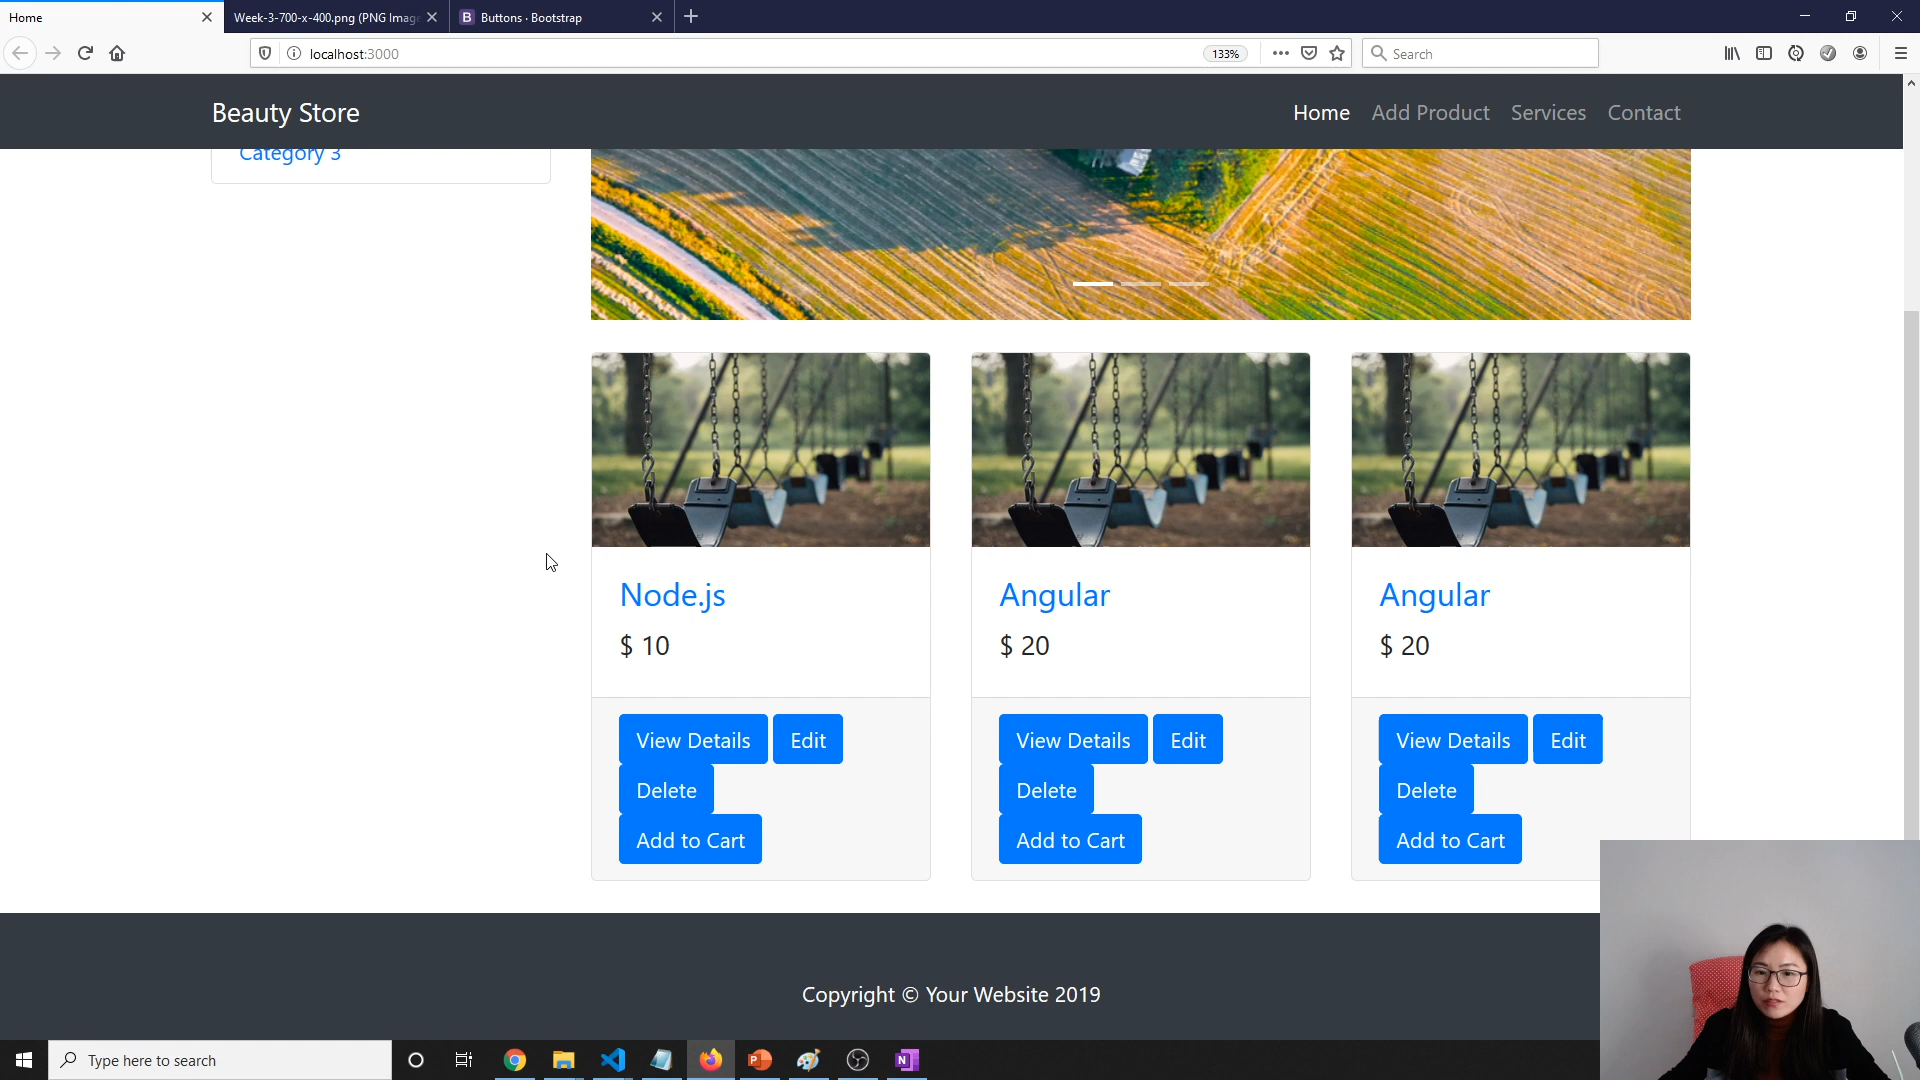 Home
Week-3-700-x-400.png (PNG Image
B Buttons · Bootstrap
localhost:3000
133%
Search
Beauty Store
Home Add Product Services Contact
Category 3
Node.js
$ 10
View Details Edit
Delete
Add to Cart
Angular
$ 20
View Details Edit
Delete
Add to Cart
Angular
$ 20
View Details Edit
Delete
Add to Cart
Copyright © Your Website 2019
Type here to search